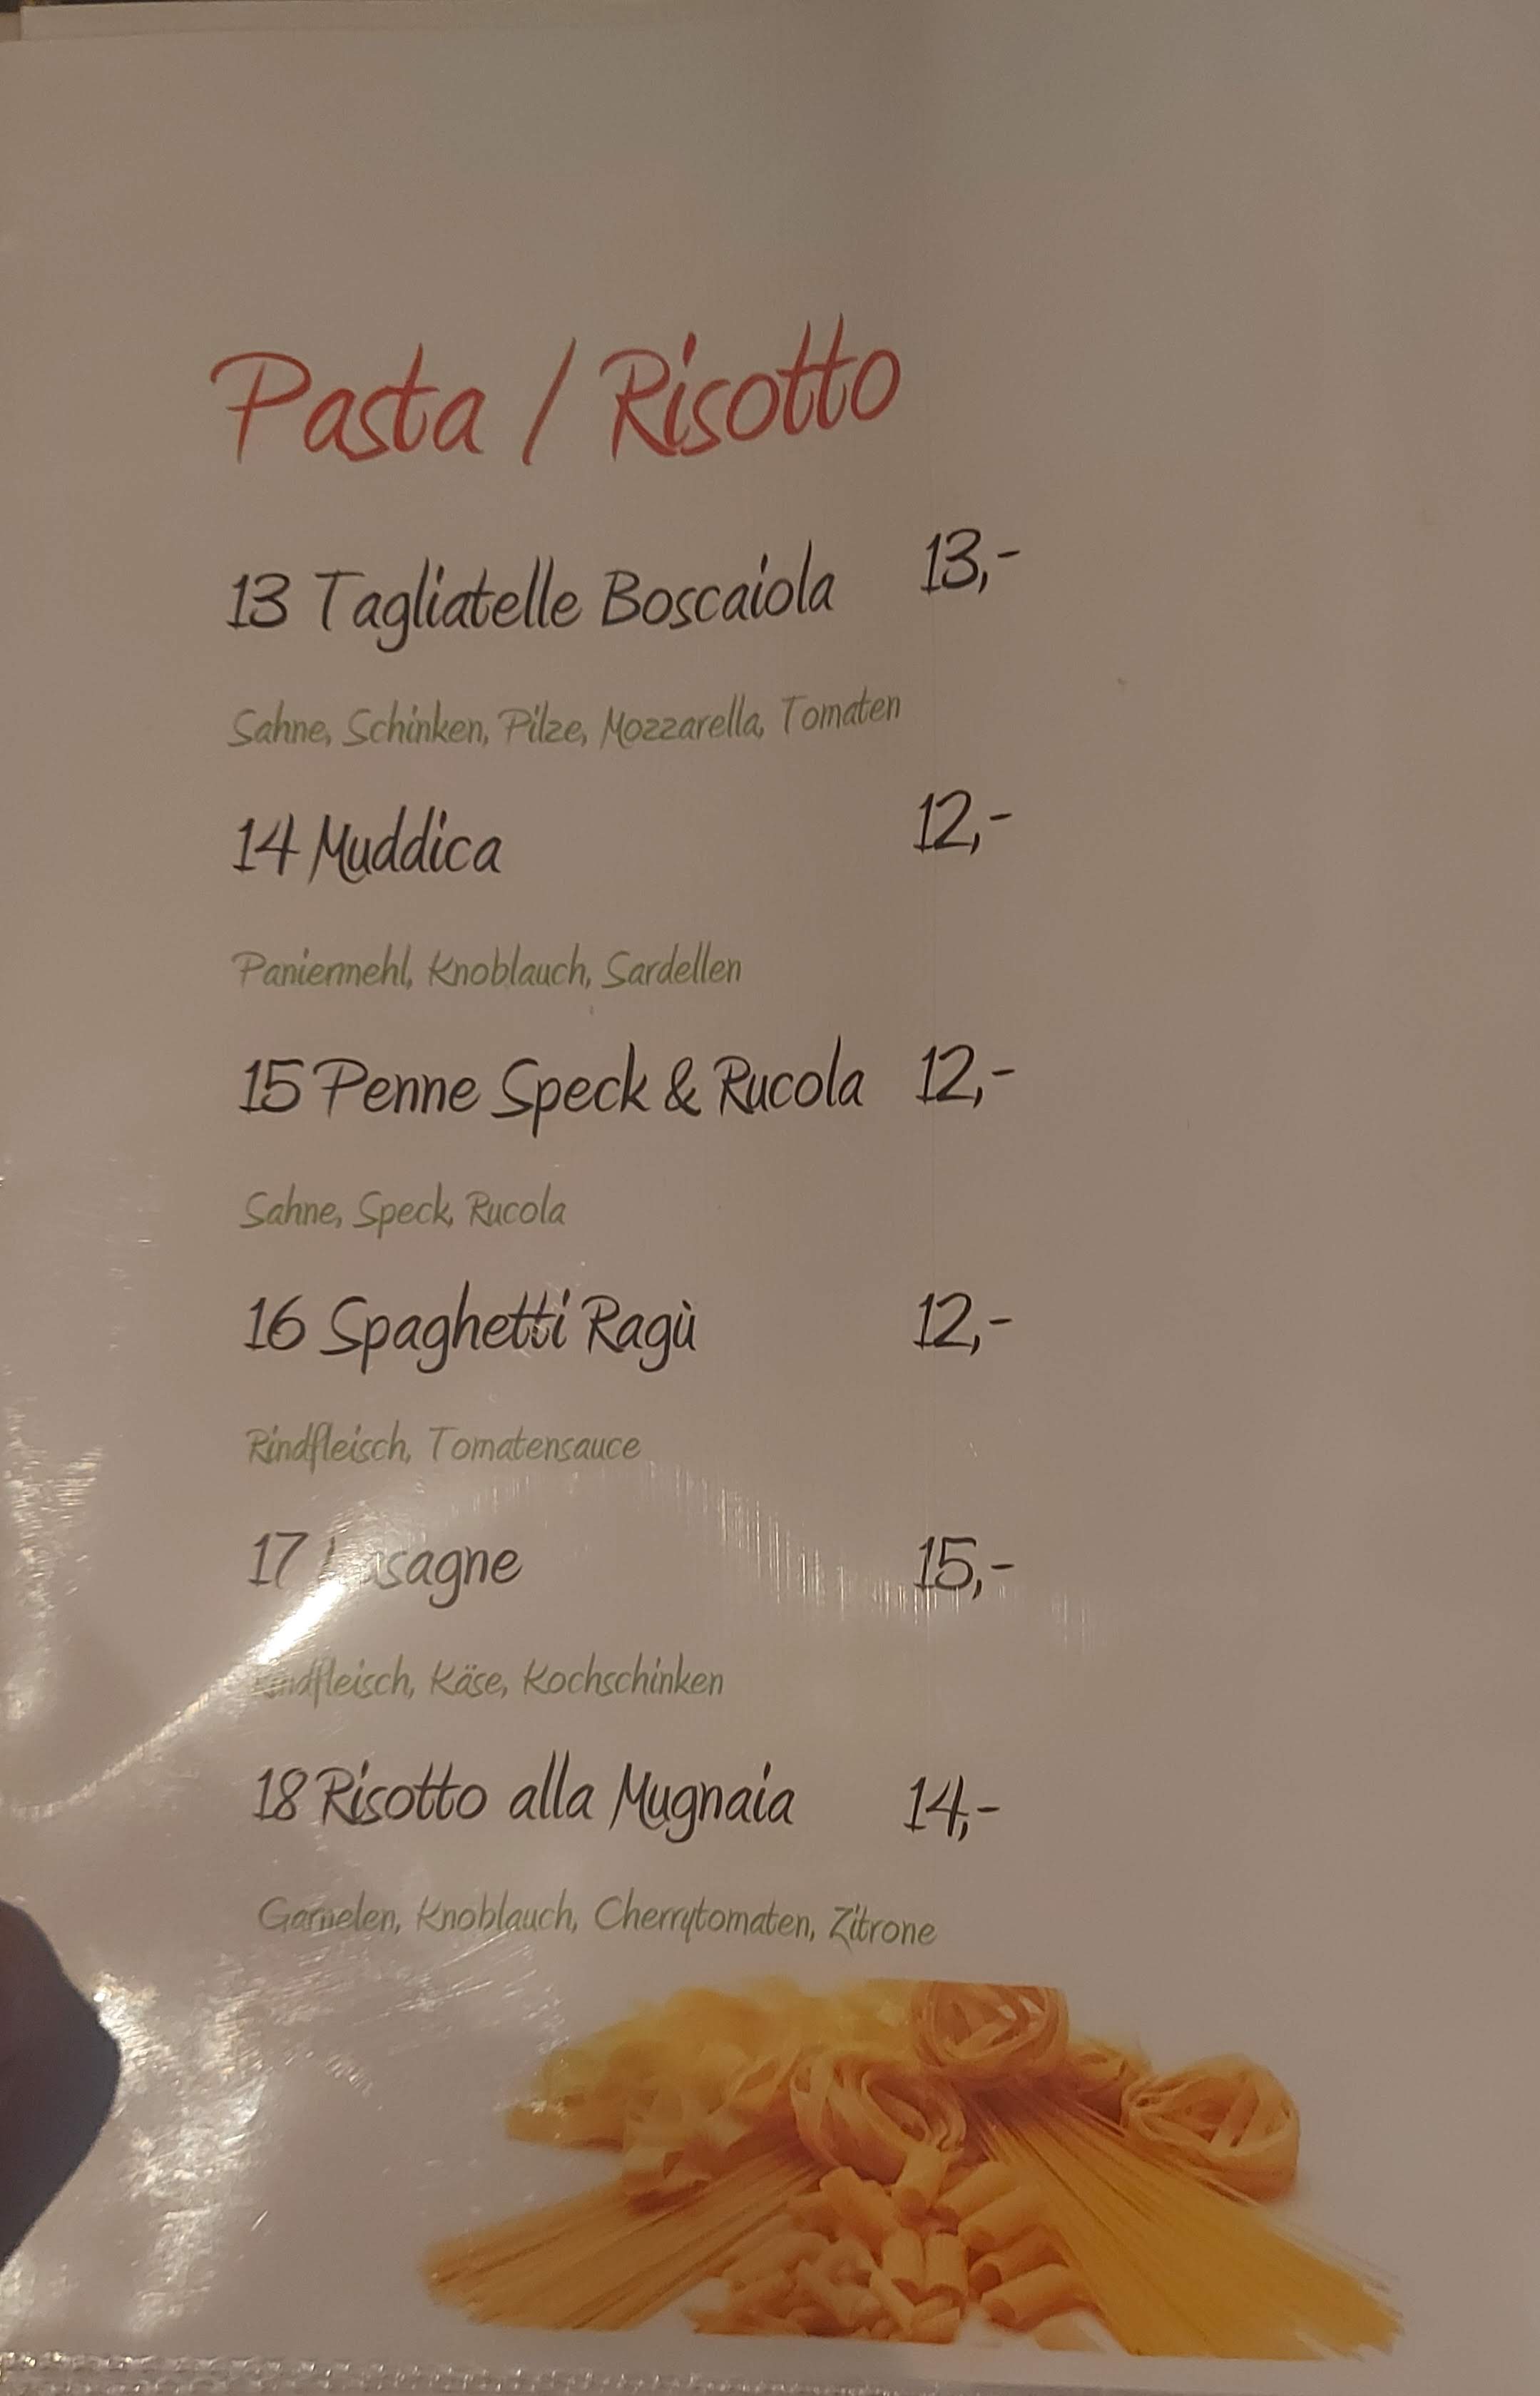 Pasta / Risotto
13 Tagliatelle Boscaiola 13,-
Sahne, Schinken, Pilze, Mozzarella, Tomaten
14 Muddica 12,-
Paniermehl, Knoblauch, Sardellen
15 Penne Speck & Rucola 12,-
Sahne, Speck, Rucola
16 Spaghetti Ragù 12,-
Rindfleisch, Tomatensauce
17 Lasagne 15,-
Rindfleisch, Käse, Kochschinken
18 Risotto alla Mugnaia 14,-
Garnelen, Knoblauch, Cherrytomaten, Zitrone